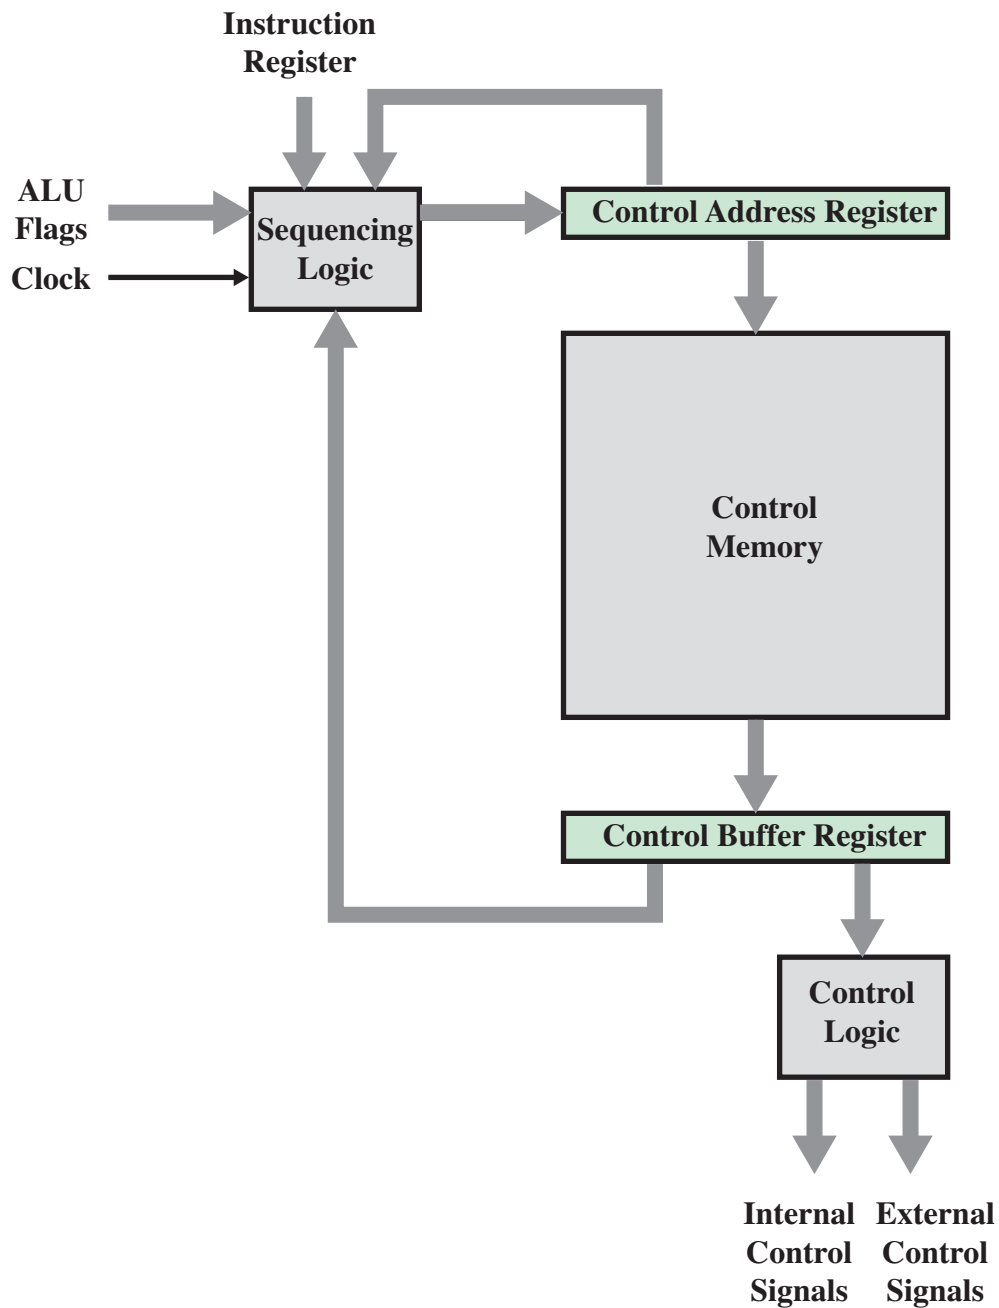 Instruction
Register
ALU
Flags
Clock
Sequencing
Logic
Control Address Register
Control
Memory
Control Buffer Register
Control
Logic
Internal
Control
Signals
External
Control
Signals